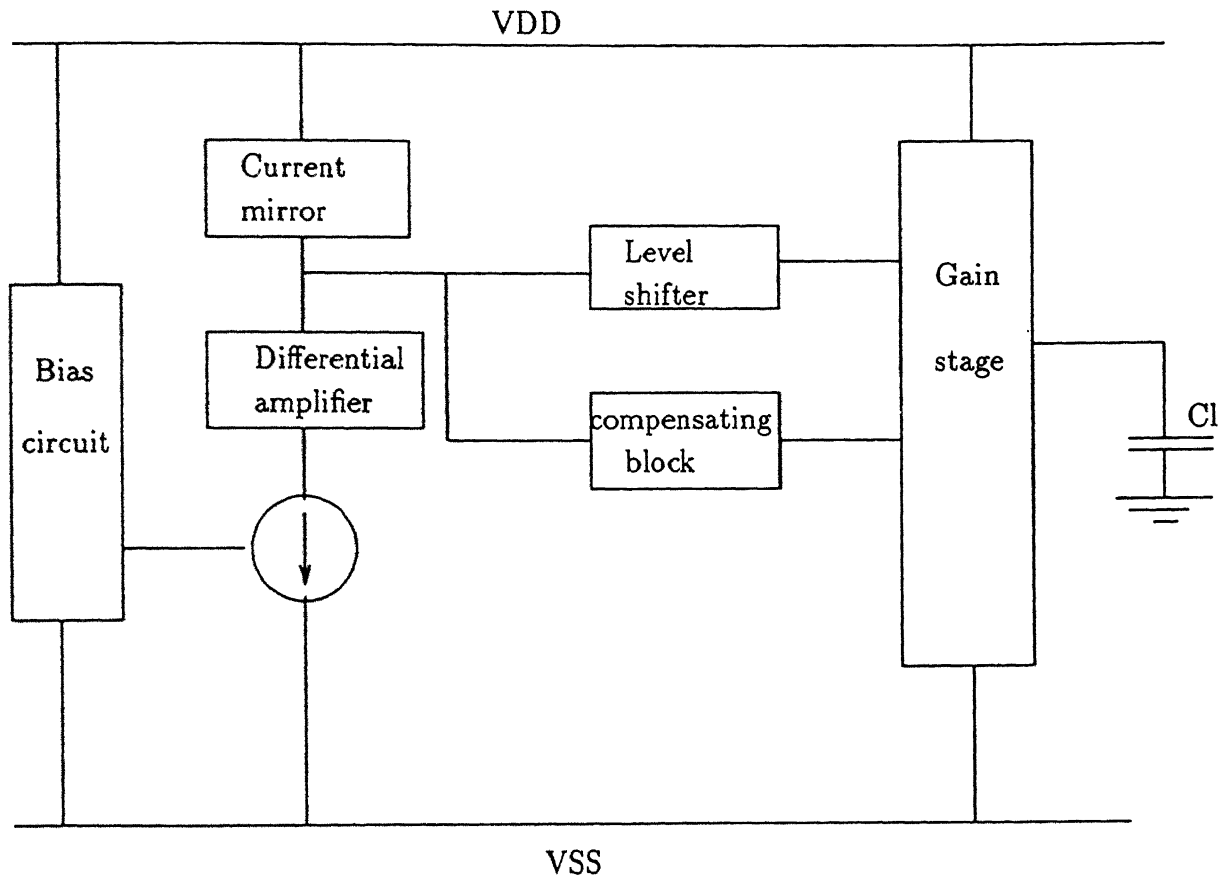 VDD
Current
mirror
Level
shifter
Gain
stage
Bias
circuit
Differential
amplifier
compensating
block
Cl
VSS